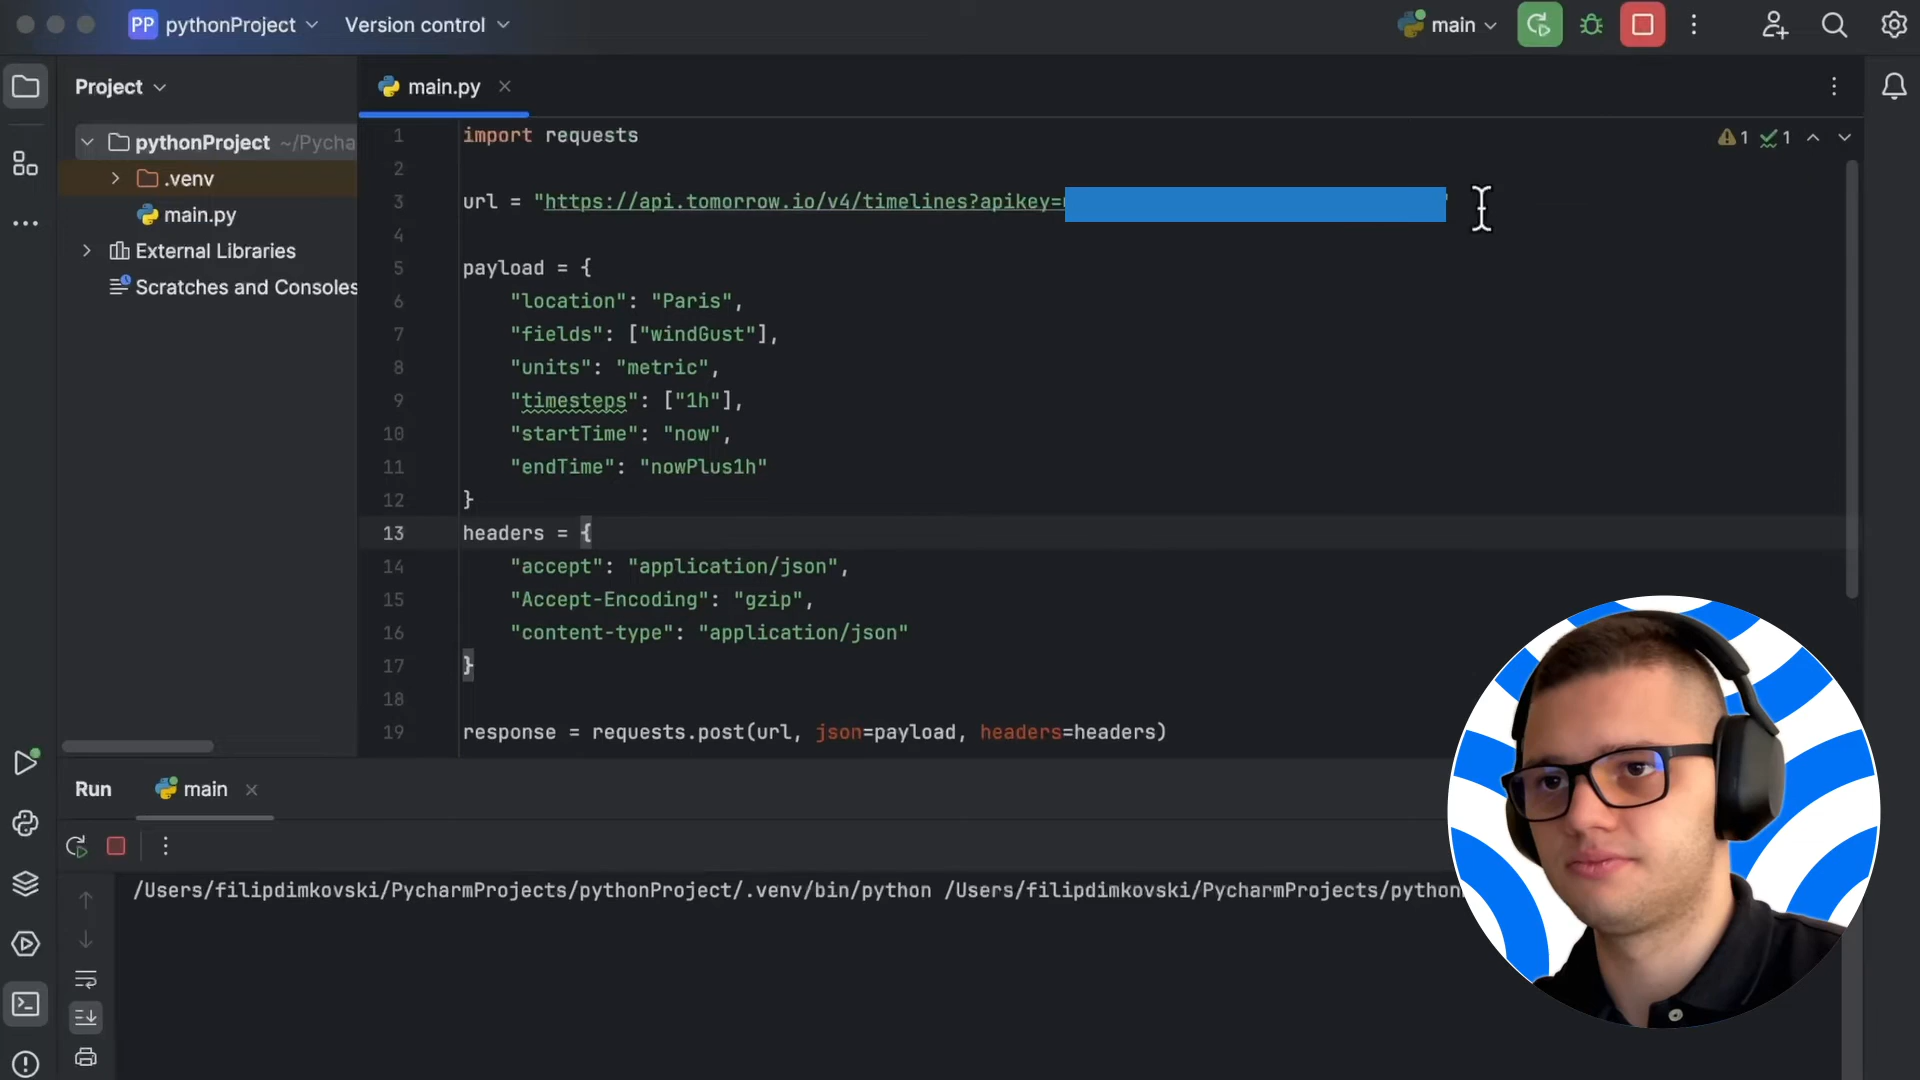 PP pythonProject Version control main
Project
main.py
pythonProject ~/Pycha
.venv
main.py
External Libraries
Scratches and Consoles
1 import requests
2
3 url = "https://api.tomorrow.io/v4/timelines?apikey=
4
5 payload = {
6 "location": "Paris",
7 "fields": ["windGust"],
8 "units": "metric",
9 "timesteps": ["1h"],
10 "startTime": "now",
11 "endTime": "nowPlus1h"
12 }
13 headers = {
14 "accept": "application/json",
15 "Accept-Encoding": "gzip",
16 "content-type": "application/json"
17 }
18
19 response = requests.post(url, json=payload, headers=headers)
1 1
Run main
/Users/filipdimkovski/PycharmProjects/pythonProject/.venv/bin/python /Users/filipdimkovski/PycharmProjects/python